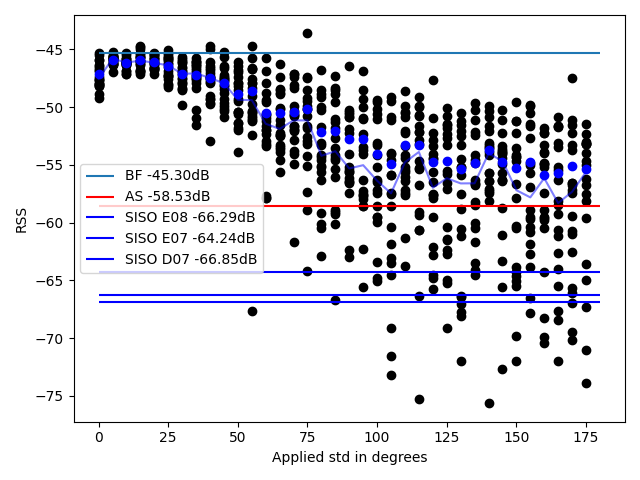 −45
−50
−55
−60
−65
−70
−75
RSS
BF -45.30dB
AS -58.53dB
SISO E08 -66.29dB
SISO E07 -64.24dB
SISO D07 -66.85dB
0 25 50 75 100 125 150 175
Applied std in degrees